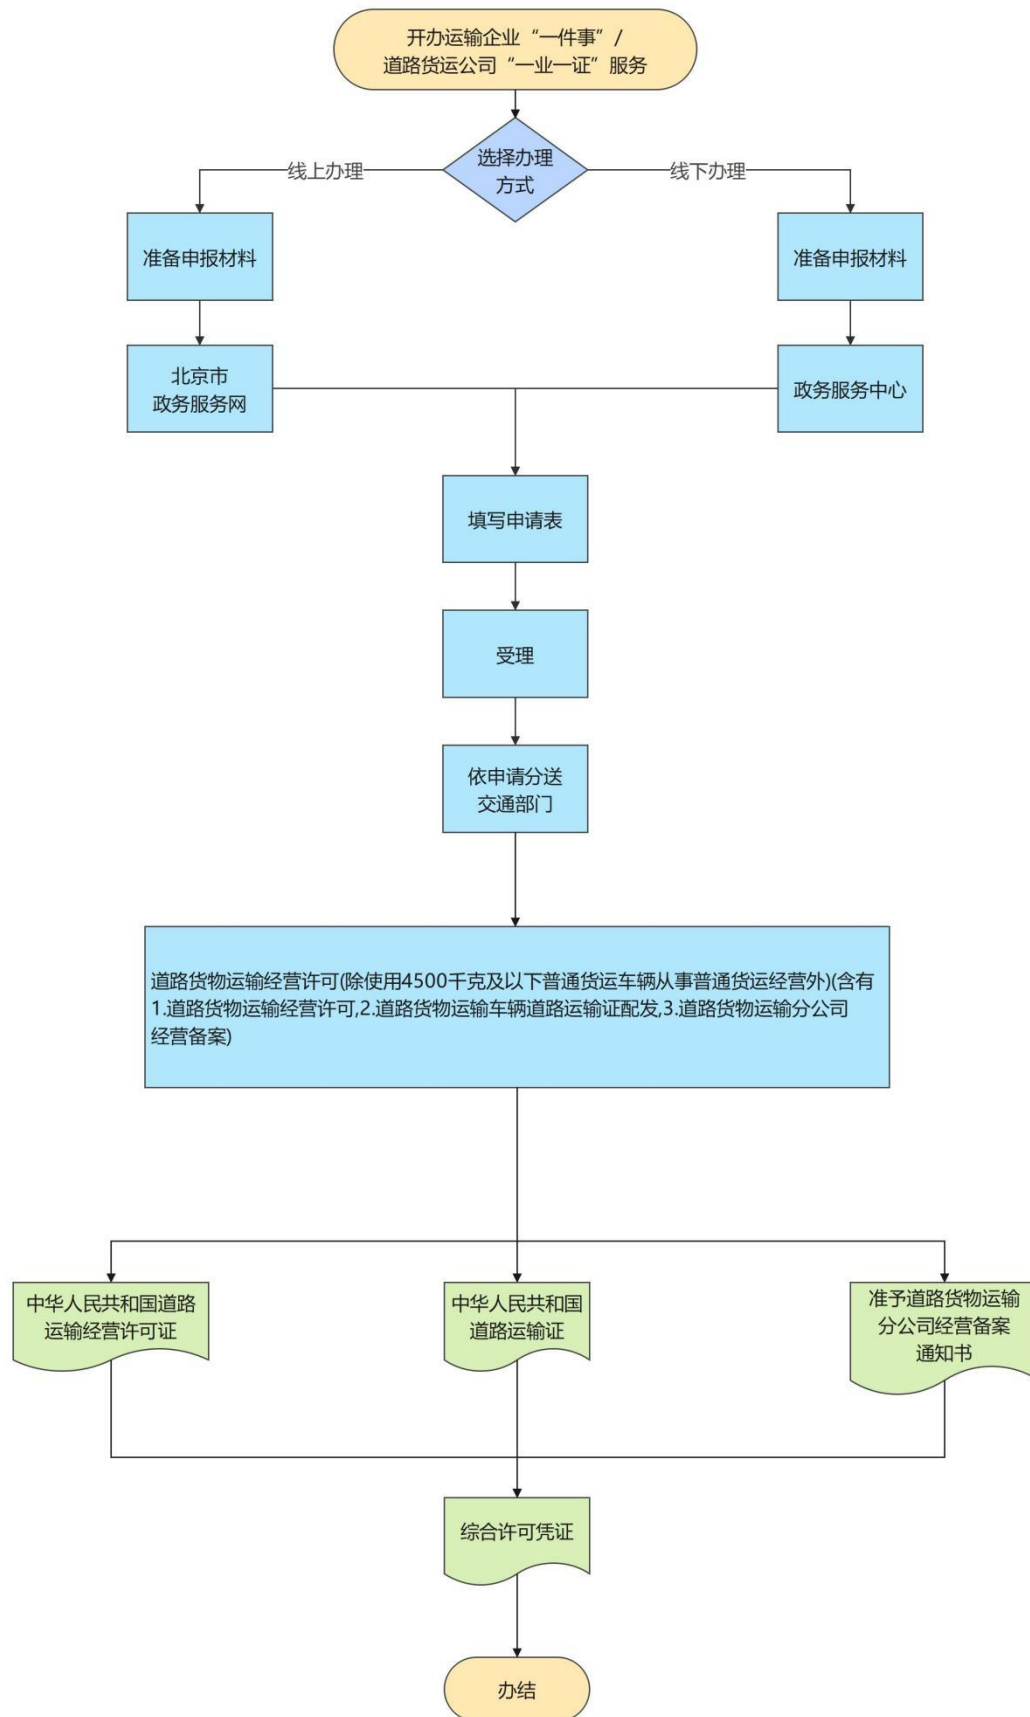 开办运输企业“一件事”/
道路货运公司“一业一证”服务
选择办理
方式
线上办理
线下办理
准备申报材料
准备申报材料
北京市
政务服务网
政务服务中心
填写申请表
受理
依申请分送
交通部门
道路货物运输经营许可(除使用4500千克及以下普通货运车辆从事普通货运经营外)(含有
1.道路货物运输经营许可,2.道路货物运输车辆道路运输证配发,3.道路货物运输分公司
经营备案)
中华人民共和国道路
运输经营许可证
中华人民共和国
道路运输证
准予道路货物运输
分公司经营备案
通知书
综合许可凭证
办结